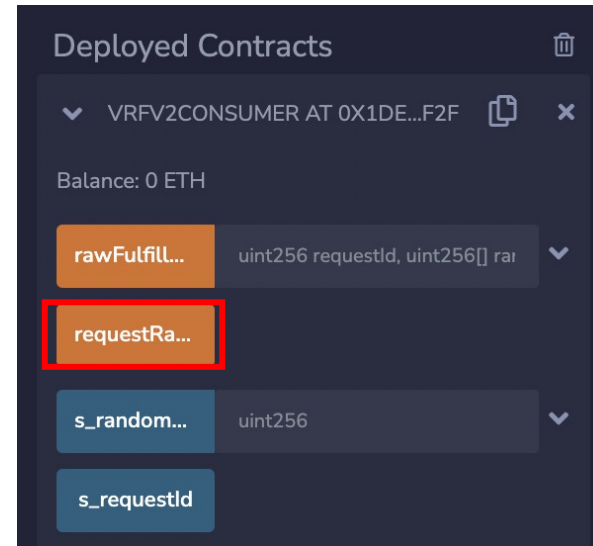 Deployed Contracts
VRFV2CONSUMER AT 0X1DE...F2F
Balance: 0 ETH
rawFulfill... uint256 requestId, uint256[] rar
requestRa...
s_random... uint256
s_requestId